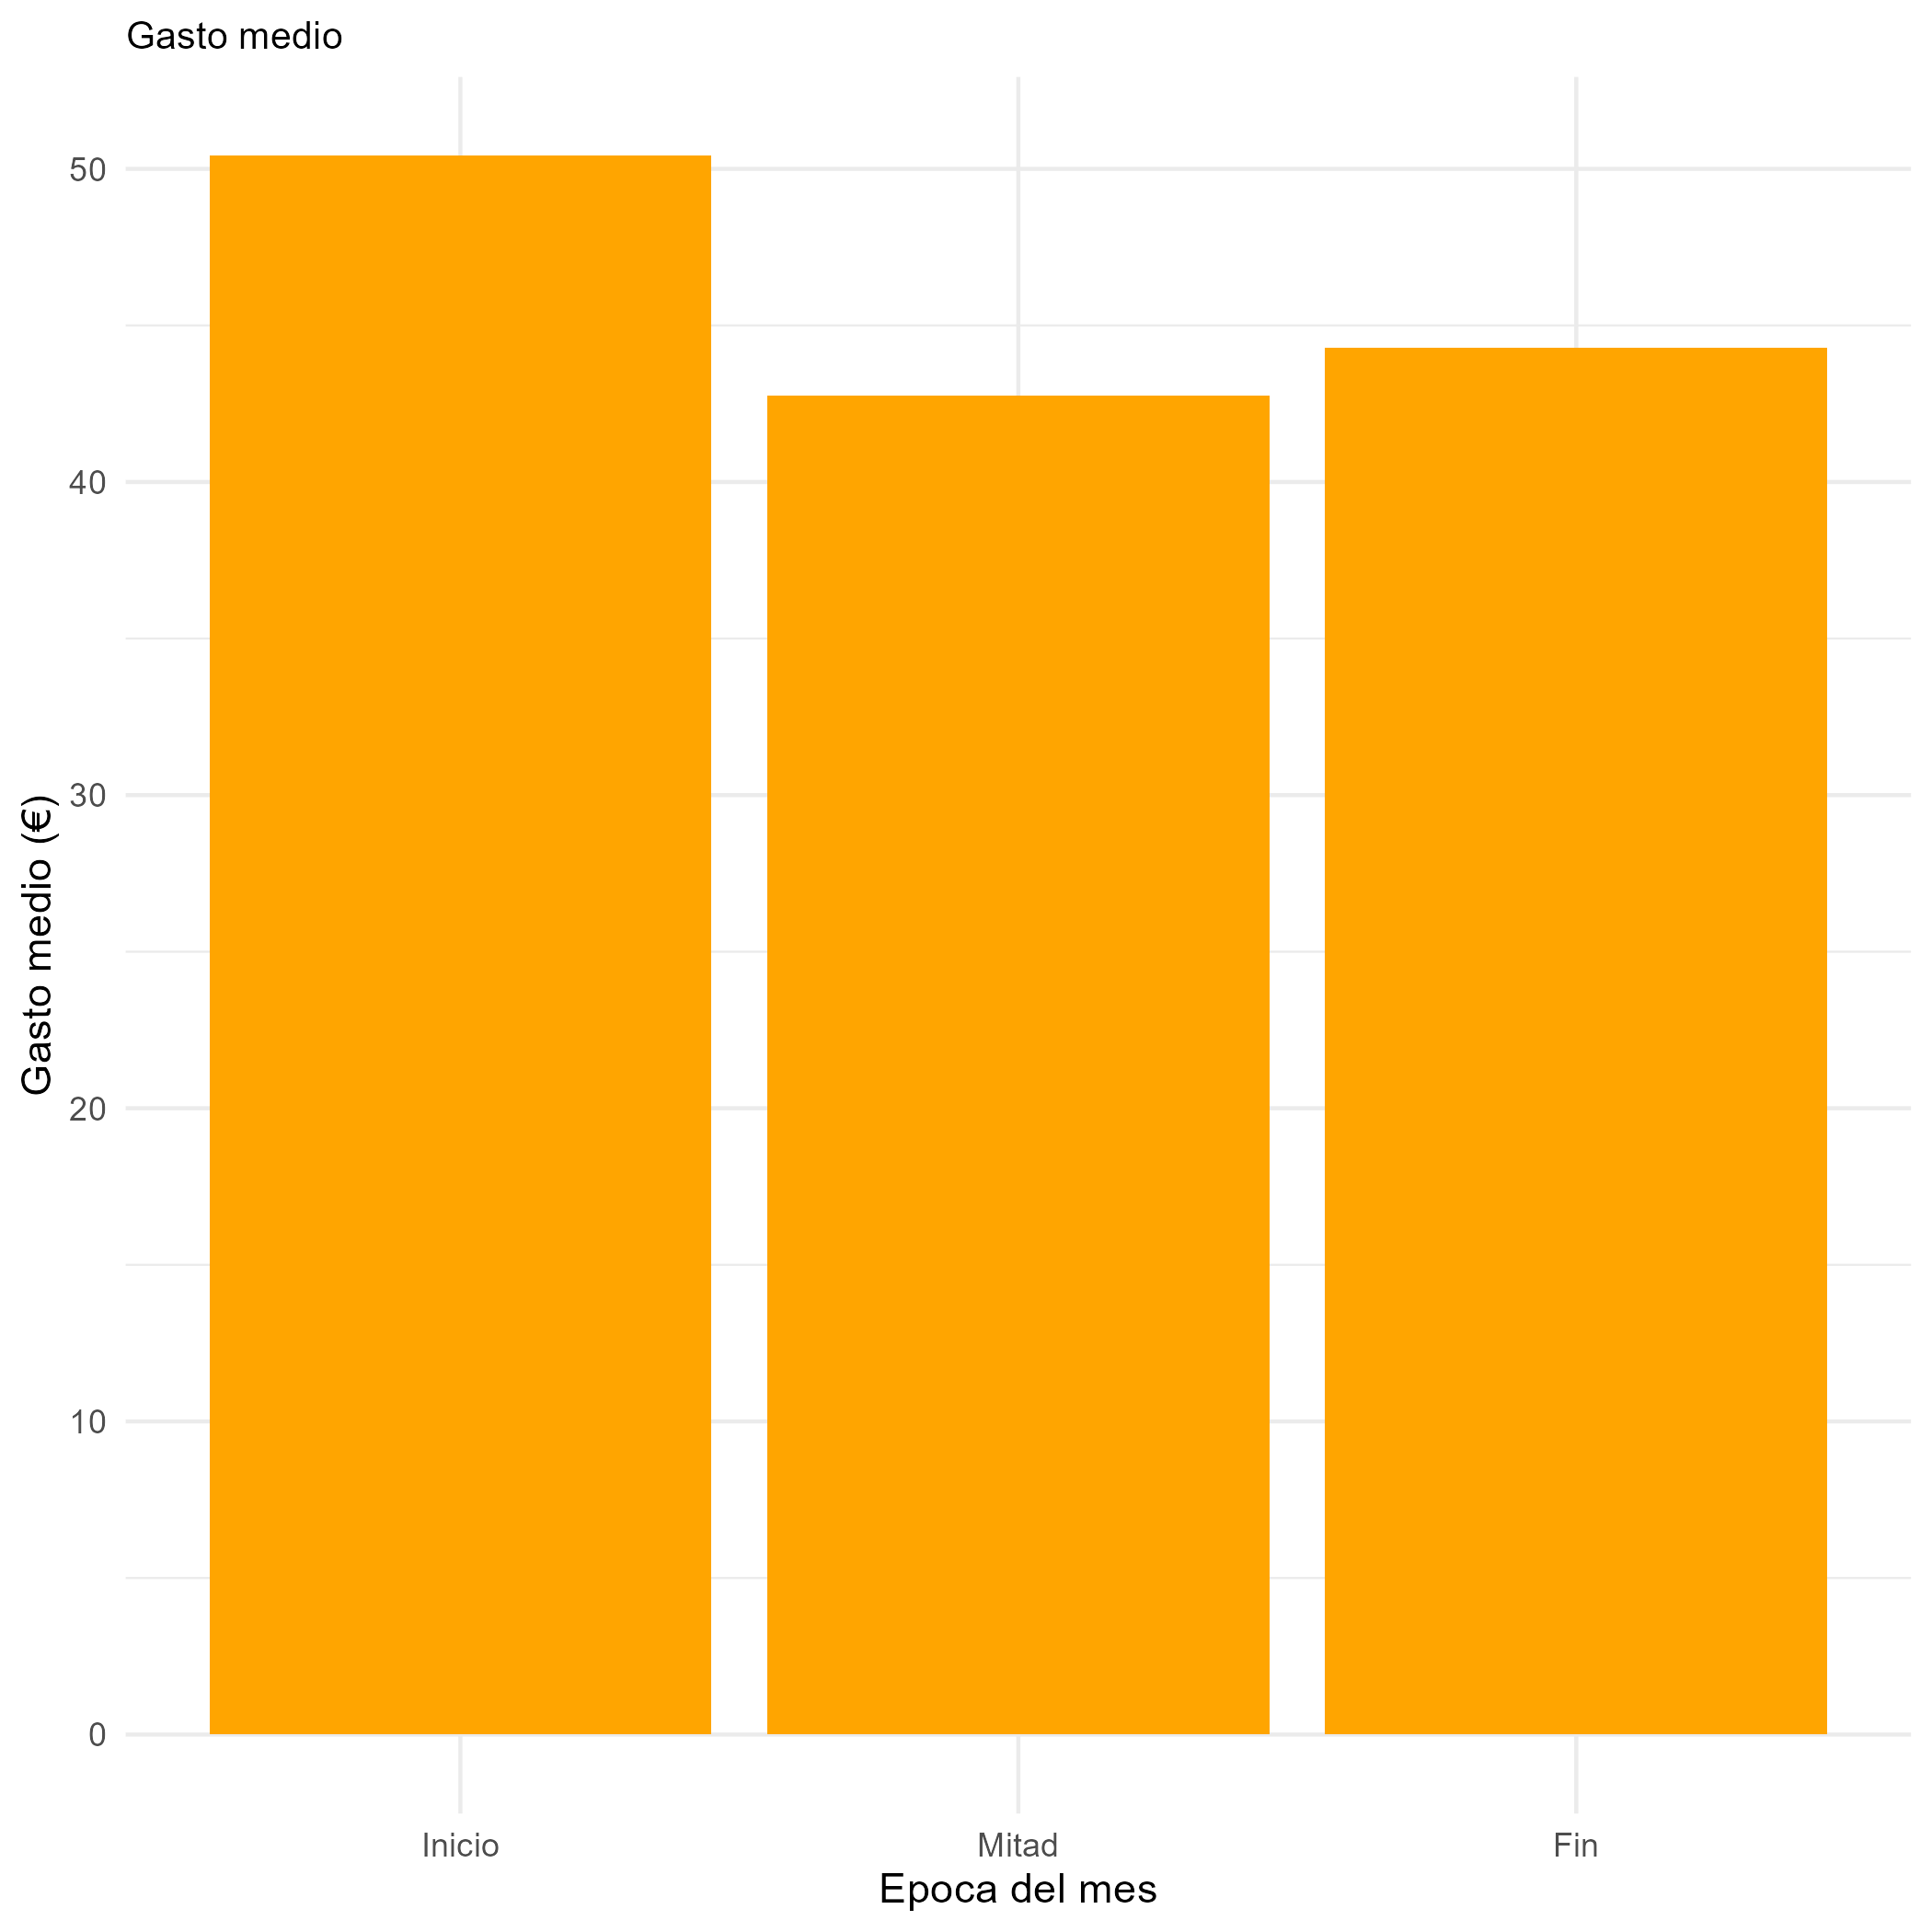 Gasto medio
Gasto medio (€)
50
40
30
20
10
0
Inicio
Mitad
Fin
Epoca del mes